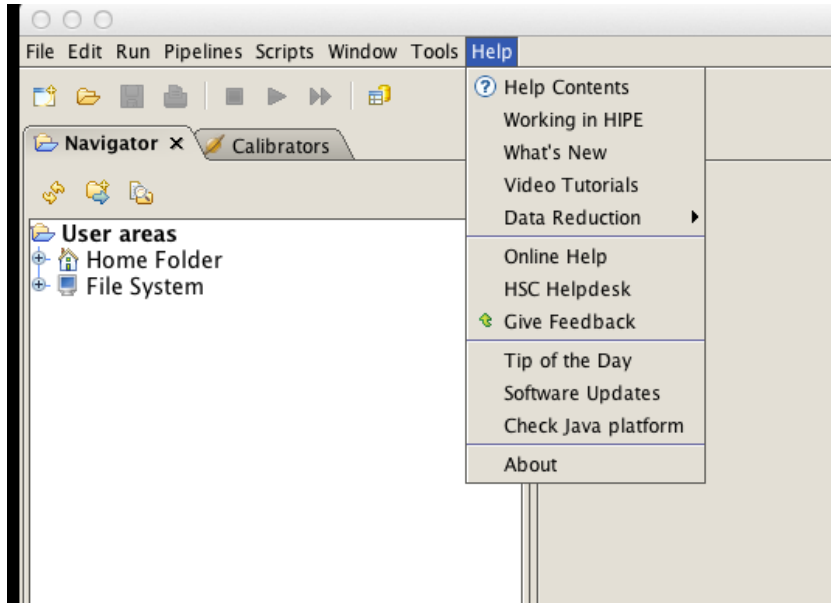 File Edit Run Pipelines Scripts Window Tools Help
Navigator
Calibrators
User areas
Home Folder
File System
Help Contents
Working in HIPE
What's New
Video Tutorials
Data Reduction
Online Help
HSC Helpdesk
Give Feedback
Tip of the Day
Software Updates
Check Java platform
About